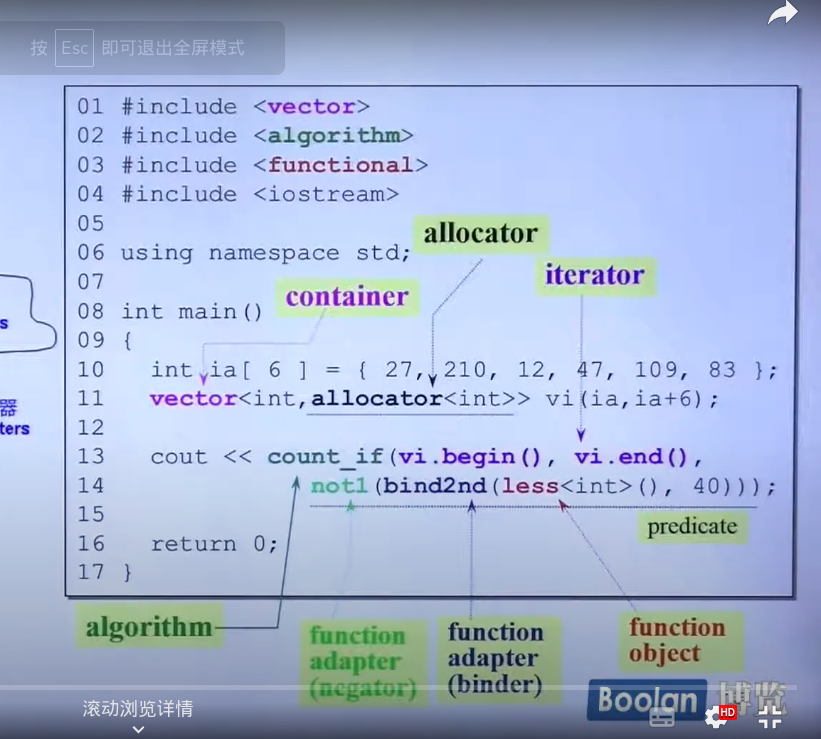 按 Esc 即可退出全屏模式
01 #include <vector>
02 #include <algorithm>
03 #include <functional>
04 #include <iostream>
05
allocator
06 using namespace std;
iterator
07
container
08 int main()
09 {
10 int ia[ 6 ] = { 27, 210, 12, 47, 109, 83 };
11 vector<int,allocator<int>> vi(ia,ia+6);
12
13 cout << count_if(vi.begin(), vi.end(),
14 not1(bind2nd(less<int>(), 40)));
15
predicate
16 return 0;
17 }
s
器
ters
algorithm
function
adapter
(negator)
function
adapter
(binder)
function
object
Boolan 博览
滚动浏览详情
HD